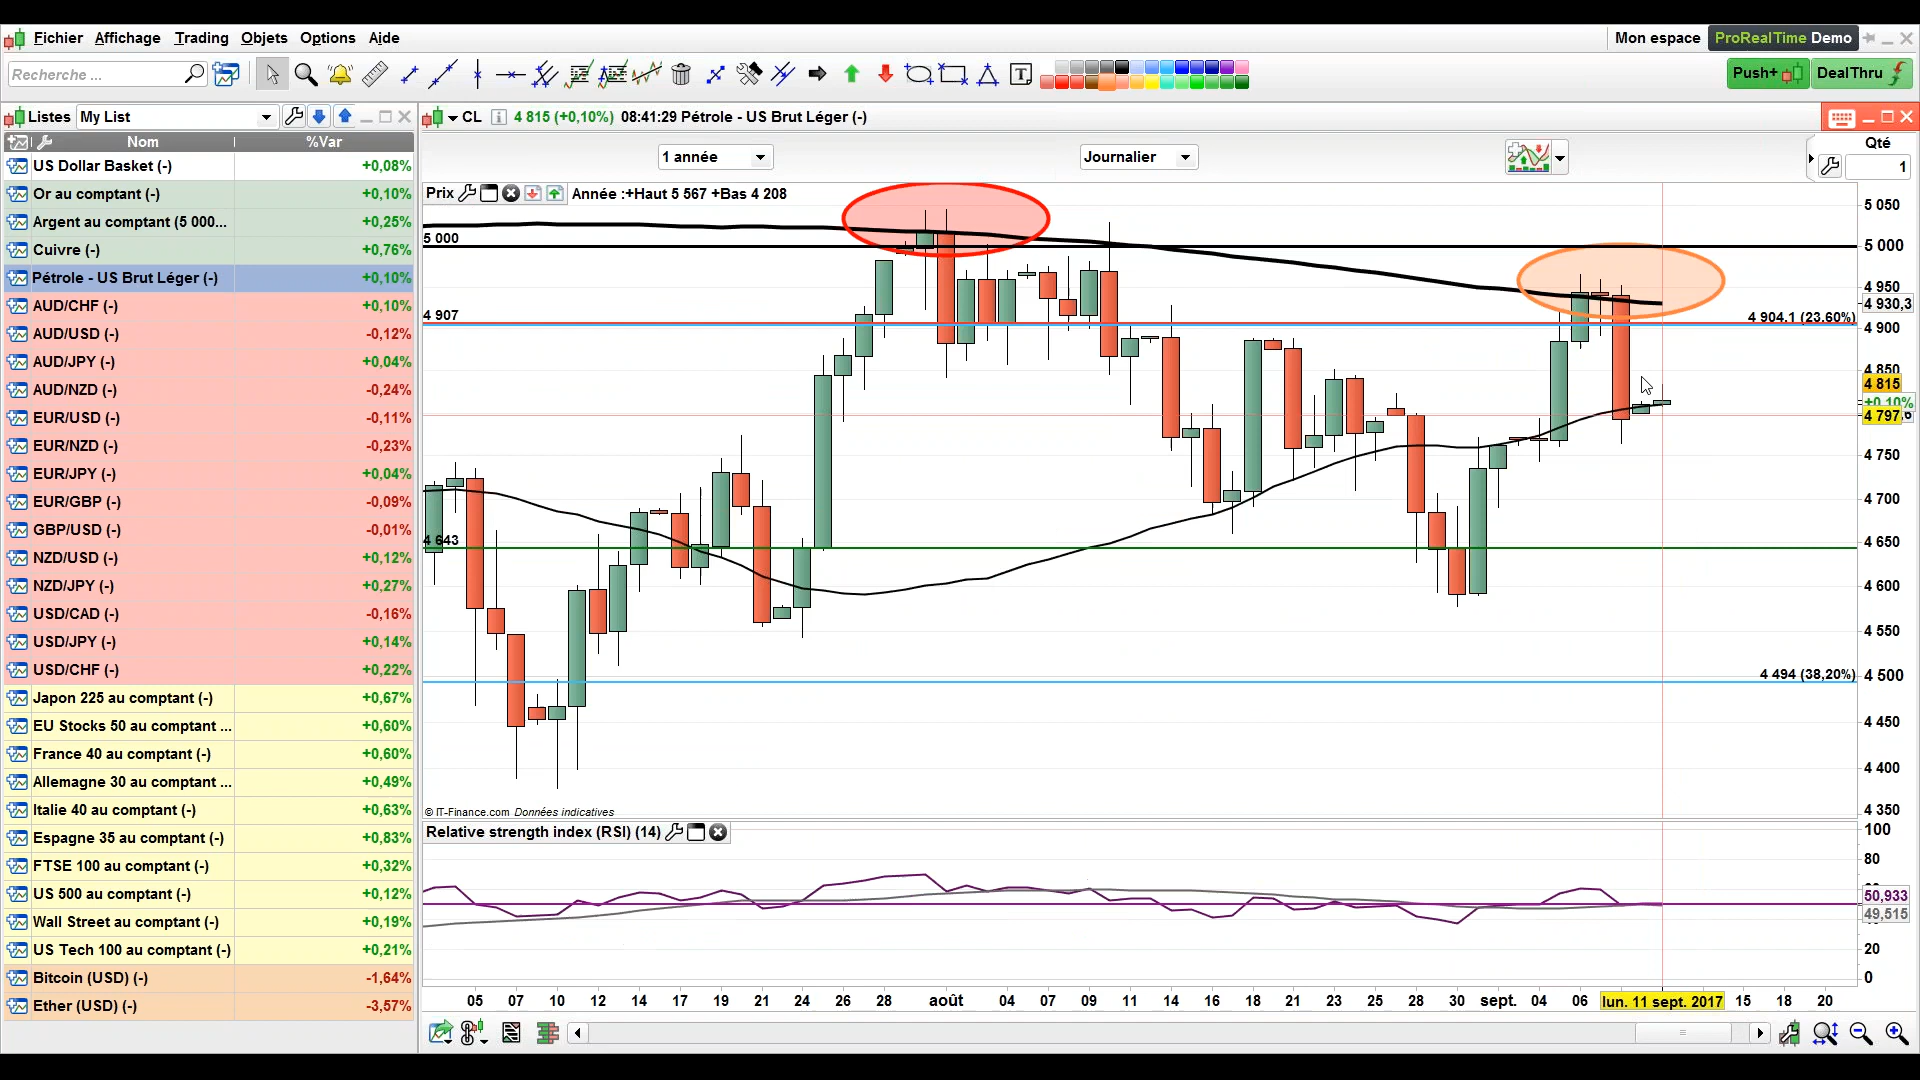 Fichier Affichage Trading Objets Options Aide
Mon espace ProRealTime Demo
Recherche ...
T
Push+ DealThru
Listes My List
CL i 4 815 (+0,10%) 08:41:29 Pétrole - US Brut Léger (-)
Nom %Var
US Dollar Basket (-) +0,08%
Or au comptant (-) +0,10%
Argent au comptant (5 000... +0,25%
Cuivre (-) +0,76%
Pétrole - US Brut Léger (-) +0,10%
AUD/CHF (-) +0,10%
AUD/USD (-) -0,12%
AUD/JPY (-) +0,04%
AUD/NZD (-) -0,24%
EUR/USD (-) -0,11%
EUR/NZD (-) -0,23%
EUR/JPY (-) +0,04%
EUR/GBP (-) -0,09%
GBP/USD (-) -0,01%
NZD/USD (-) +0,12%
NZD/JPY (-) +0,27%
USD/CAD (-) -0,16%
USD/JPY (-) +0,14%
USD/CHF (-) +0,22%
Japon 225 au comptant (-) +0,67%
EU Stocks 50 au comptant ... +0,60%
France 40 au comptant (-) +0,60%
Allemagne 30 au comptant ... +0,49%
Italie 40 au comptant (-) +0,63%
Espagne 35 au comptant (-) +0,83%
FTSE 100 au comptant (-) +0,32%
US 500 au comptant (-) +0,12%
Wall Street au comptant (-) +0,19%
US Tech 100 au comptant (-) +0,21%
Bitcoin (USD) (-) -1,64%
Ether (USD) (-) -3,57%
1 année
Journalier
Qté
1
Prix Année :+Haut 5 567 +Bas 4 208
5 000
4 907
4 904.1 (23.60%)
4 643
4 494 (38,20%)
5 050
5 000
4 950
4 930,3
4 900
4 850
4 815
+0,10%
4 797,6
4 750
4 700
4 650
4 600
4 550
4 500
4 450
4 400
4 350
© IT-Finance.com Données indicatives
Relative strength index (RSI) (14)
100
80
50,933
49,515
20
0
05 07 10 12 14 17 19 21 24 26 28 août 04 07 09 11 14 16 18 21 23 25 28 30 sept. 04 06 lun. 11 sept. 2017 15 18 20